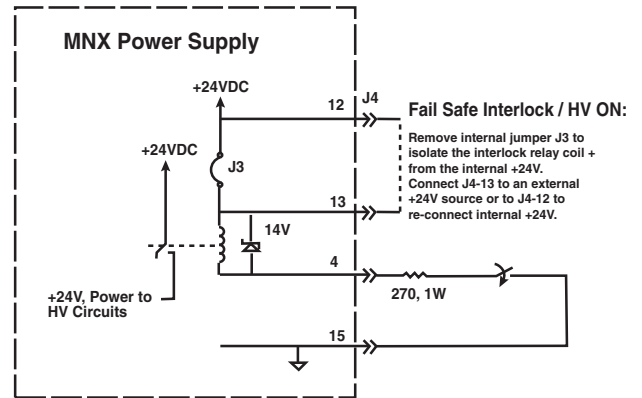 MNX Power Supply
+24VDC
12
J4
Fail Safe Interlock / HV ON:
Remove internal jumper J3 to
isolate the interlock relay coil +
from the internal +24V.
Connect J4-13 to an external
+24V source or to J4-12 to
re-connect internal +24V.
+24VDC
J3
13
14V
4
270, 1W
+24V, Power to
HV Circuits
15